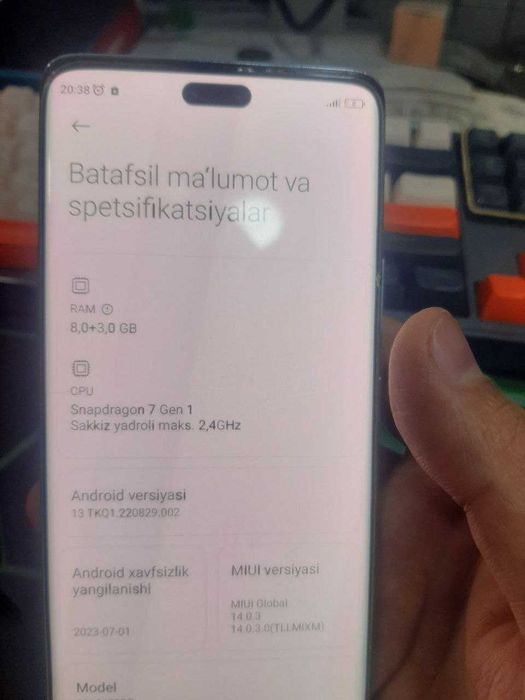 20:38
Batafsil ma'lumot va
spetsifikatsiyalar
RAM
8,0+3,0 GB
CPU
Snapdragon 7 Gen 1
Sakkiz yadroli maks. 2,4GHz
Android versiyasi
13 TKQ1.220829.002
Android xavfsizlik
yangilanishi
2023-07-01
MIUI versiyasi
MIUI Global
14.0.3
14.0.3.0(TLLMIXM)
Model